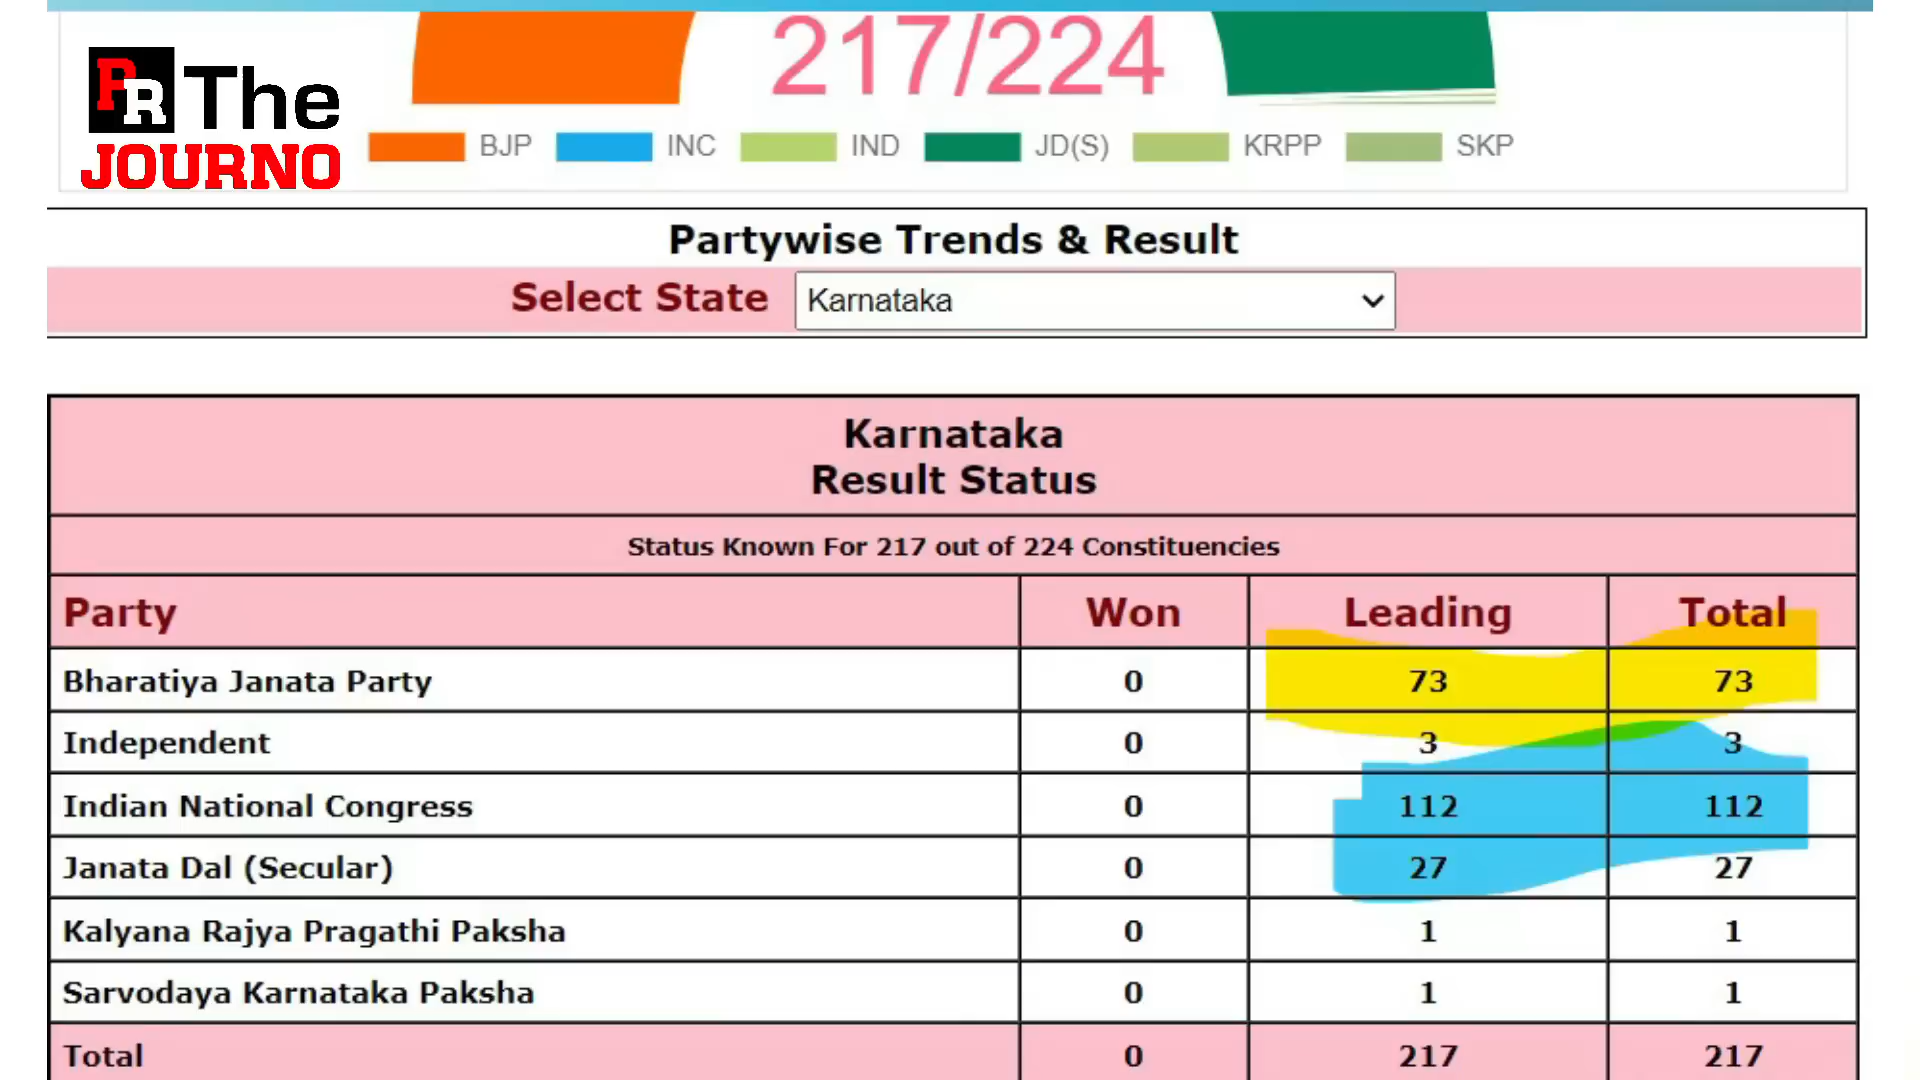 217/224
PR The
JOURNO
BJP INC IND JD(S) KRPP SKP
Partywise Trends & Result
Select State Karnataka
Karnataka
Result Status
Status Known For 217 out of 224 Constituencies
Party Won Leading Total
Bharatiya Janata Party 0 73 73
Independent 0 3 3
Indian National Congress 0 112 112
Janata Dal (Secular) 0 27 27
Kalyana Rajya Pragathi Paksha 0 1 1
Sarvodaya Karnataka Paksha 0 1 1
Total 0 217 217